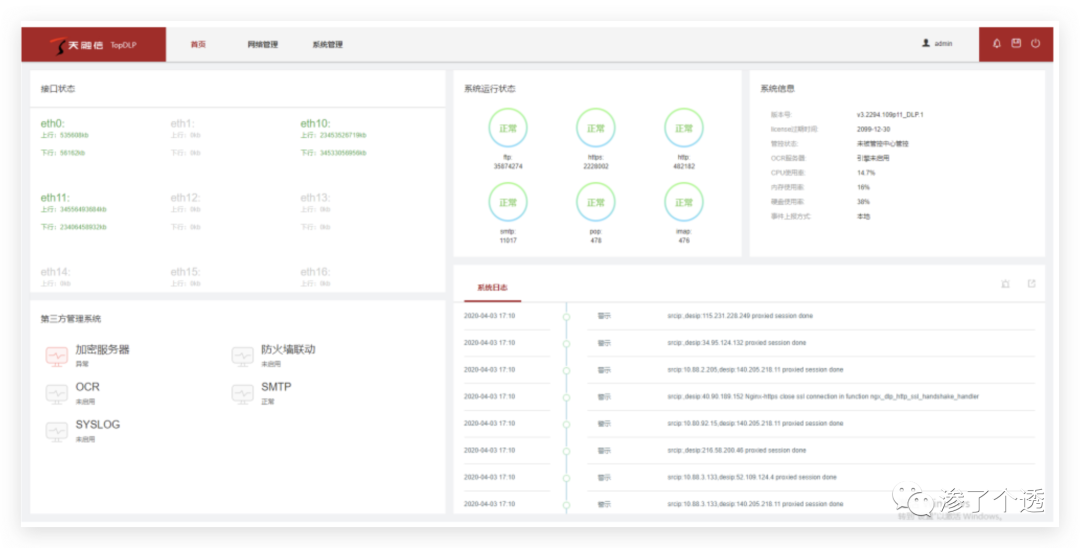 天融信 TopDLP
首页
网络管理
系统管理
admin
接口状态
eth0:
上行: 535608kb
下行: 56162kb
eth1:
上行: 0kb
下行: 0kb
eth10:
上行: 23453526719kb
下行: 34533058956kb
eth11:
上行: 34556483684kb
下行: 23406458932kb
eth12:
上行: 0kb
下行: 0kb
eth13:
上行: 0kb
下行: 0kb
eth14:
上行: 0kb
eth15:
上行: 0kb
eth16:
上行: 0kb
第三方管理系统
加密服务器
异常
防火墙联动
未启用
OCR
未启用
SMTP
正常
SYSLOG
未启用
系统运行状态
正常
正常
正常
ftp:
35874274
https:
2228002
http:
482182
正常
正常
正常
smtp:
11017
pop:
478
imap:
476
系统信息
版本号: v3.2294.109p11_DLP.1
license过期时间: 2099-12-30
管控状态: 未被管控中心管控
OCR服务器: 引擎未启用
CPU使用率: 14.7%
内存使用率: 16%
硬盘使用率: 38%
事件上报方式: 本地
系统日志
2020-04-03 17:10 警示 srcip:,desip:115.231.228.249 proxied session done
2020-04-03 17:10 警示 srcip:,desip:34.95.124.132 proxied session done
2020-04-03 17:10 警示 srcip:10.88.2.205,desip:140.205.218.11 proxied session done
2020-04-03 17:10 警示 srcip:,desip:40.90.189.152 Nginx-https close ssl connection in function ngx_dlp_http_ssl_handshake_handler
2020-04-03 17:10 警示 srcip:10.80.92.15,desip:140.205.218.11 proxied session done
2020-04-03 17:10 警示 srcip:,desip:216.58.200.46 proxied session done
2020-04-03 17:10 警示 srcip:10.88.3.133,desip:52.109.124.4 proxied session done
2020-04-03 17:10 警示 srcip:10.88.3.133,desip:140.205.218.11 proxied session done
渗了个透
Windows